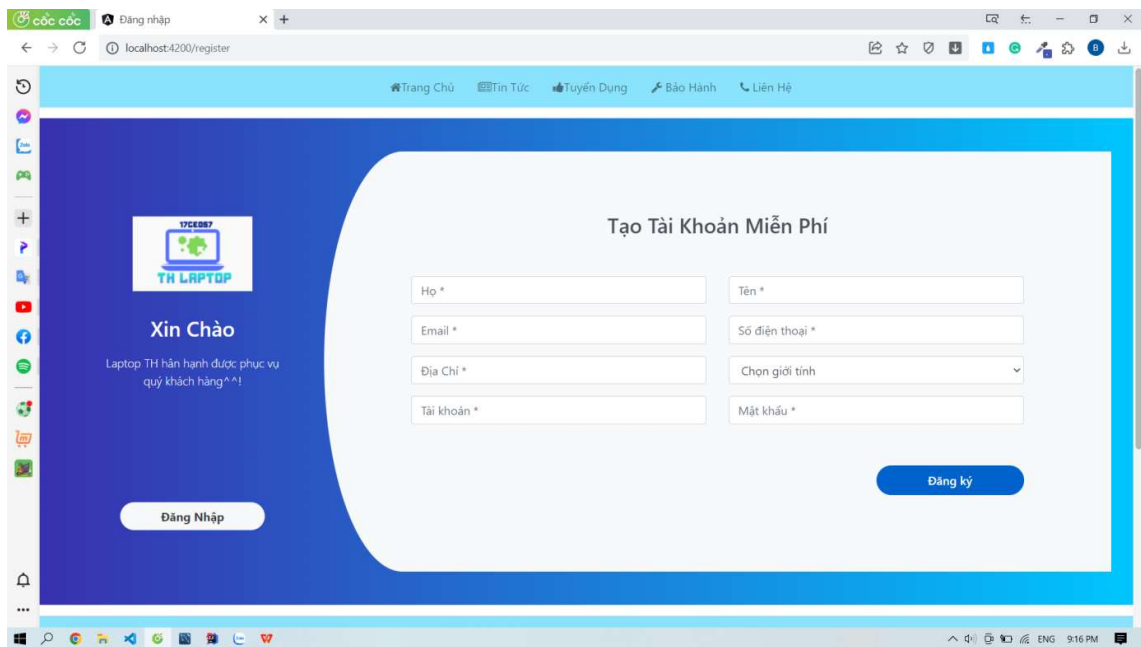 cốc cốc
Đăng nhập
localhost:4200/register
Trang Chủ Tin Tức Tuyển Dụng Bảo Hành Liên Hệ
17CE057
TH LAPTOP
Xin Chào
Laptop TH hân hạnh được phục vụ
quý khách hàng^^!
Đăng Nhập
Tạo Tài Khoản Miễn Phí
Họ * Tên *
Email * Số điện thoại *
Địa Chỉ * Chọn giới tính
Tài khoản * Mật khẩu *
Đăng ký
ENG 9:16 PM